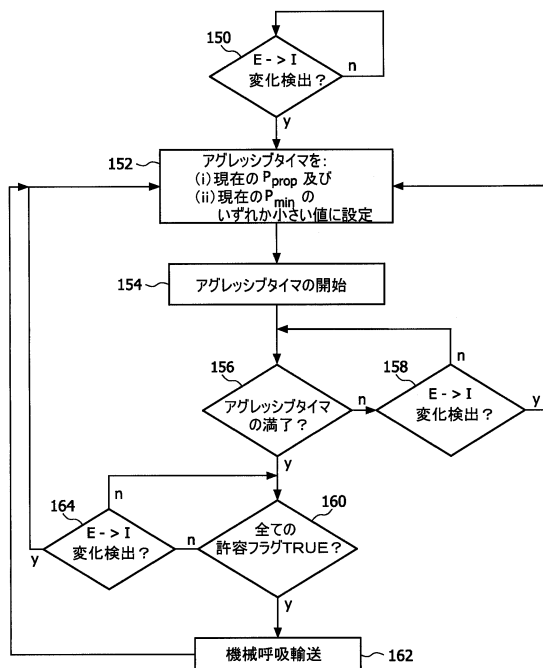 150
E -> I
変化検出?
n
y
152
アグレッシブタイマを:
(i)現在の Pprop 及び
(ii)現在のPmin の
いずれか小さい値に設定
154
アグレッシブタイマの開始
156
アグレッシブタイマ
の満了?
n
y
158
E -> I
変化検出?
n
y
160
全ての
許容フラグTRUE?
n
y
164
E -> I
変化検出?
n
y
機械呼吸輸送
162